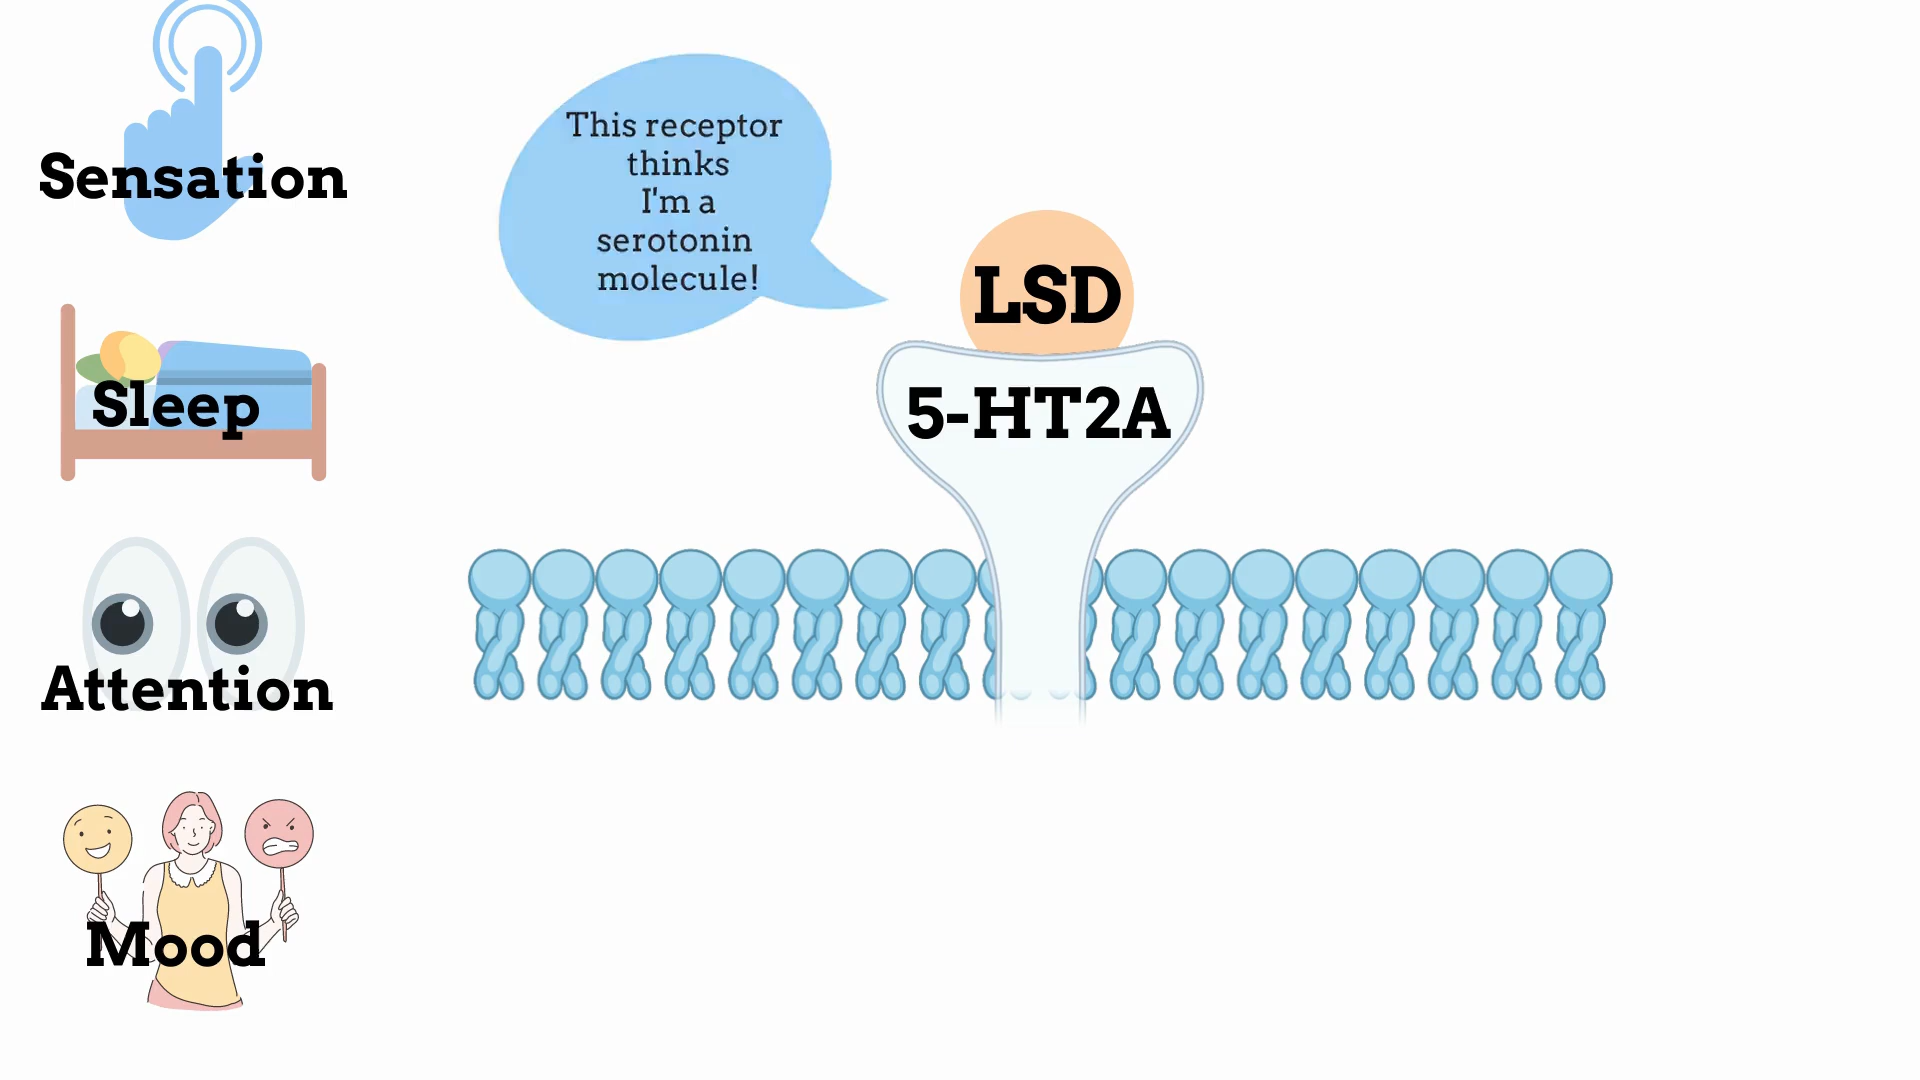 Sensation
Sleep
Attention
Mood
This receptor
thinks
I'm a
serotonin
molecule!
LSD
5-HT2A